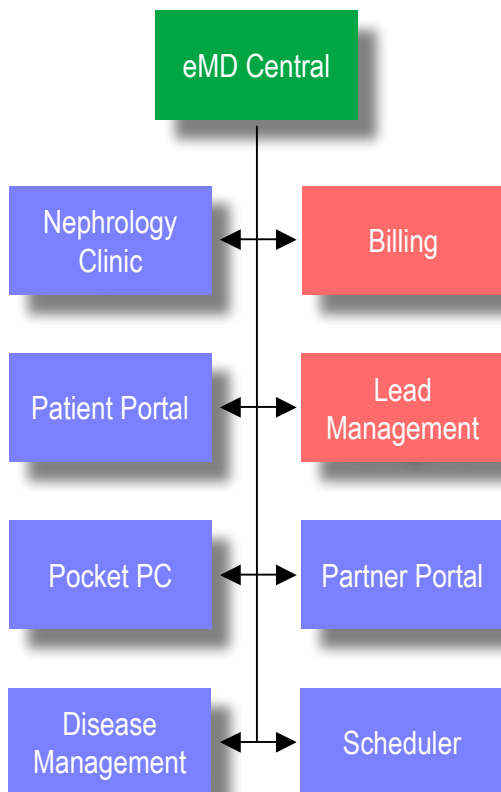 eMD Central
Nephrology
Clinic
Billing
Patient Portal
Lead
Management
Pocket PC
Partner Portal
Disease
Management
Scheduler